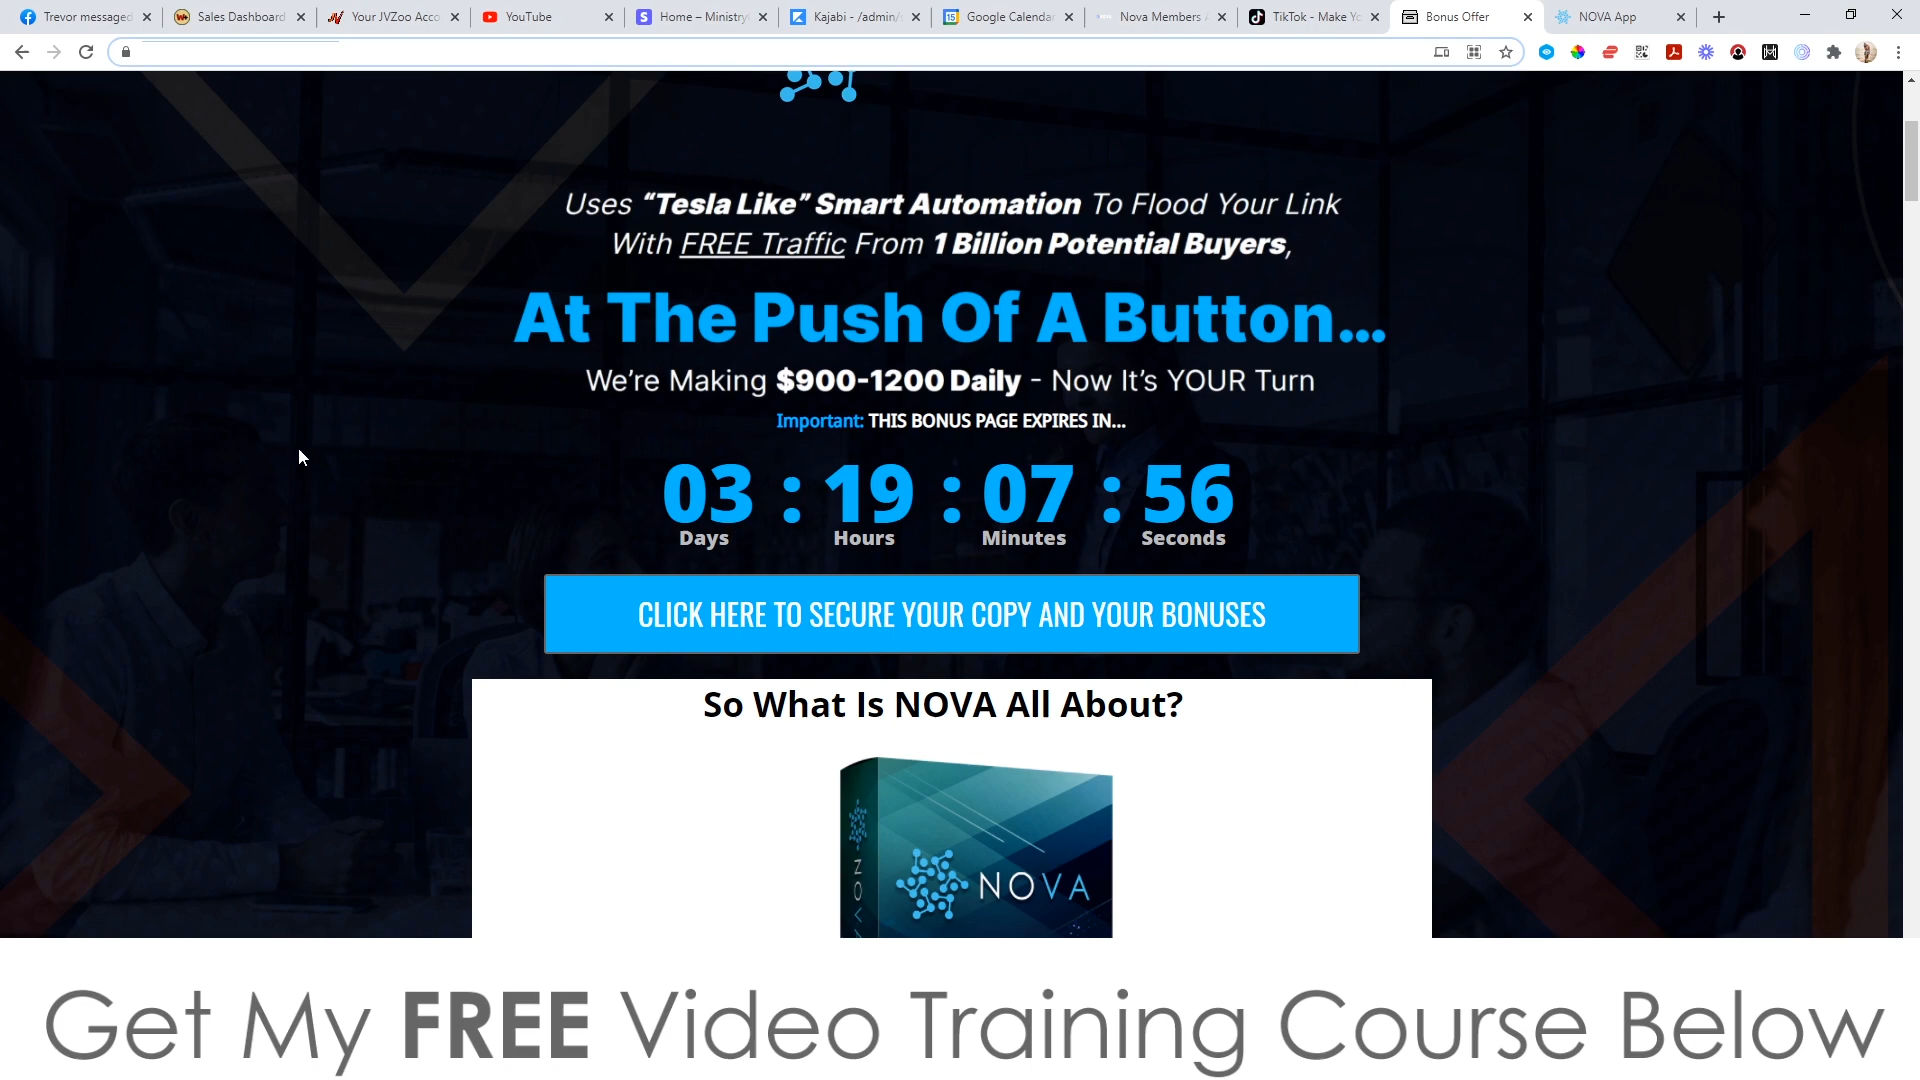 Trevor messaged
Sales Dashboard
Your JVZoo Acco
YouTube
Home – Ministry
Kajabi - /admin/
Google Calenda
Nova Members
TikTok - Make Yo
Bonus Offer
NOVA App
Uses “Tesla Like” Smart Automation To Flood Your Link
With FREE Traffic From 1 Billion Potential Buyers,
At The Push Of A Button...
We’re Making $900-1200 Daily - Now It’s YOUR Turn
Important: THIS BONUS PAGE EXPIRES IN...
03 : 19 : 07 : 56
Days Hours Minutes Seconds
CLICK HERE TO SECURE YOUR COPY AND YOUR BONUSES
So What Is NOVA All About?
NOVA
NOVA
Get My FREE Video Training Course Below